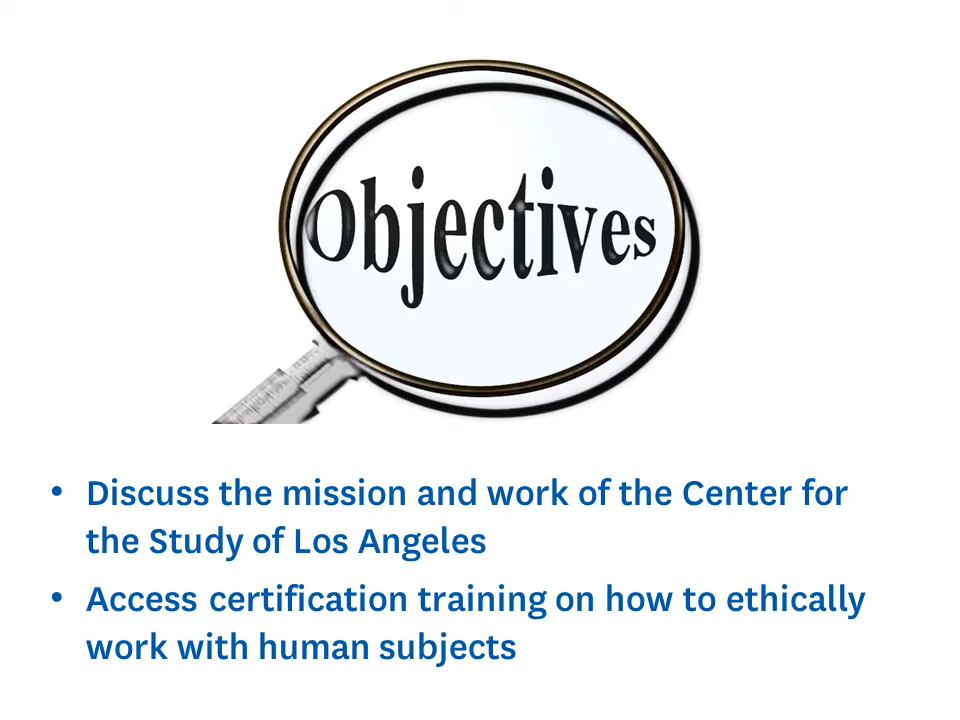 Objectives
• Discuss the mission and work of the Center for
the Study of Los Angeles
• Access certification training on how to ethically
work with human subjects